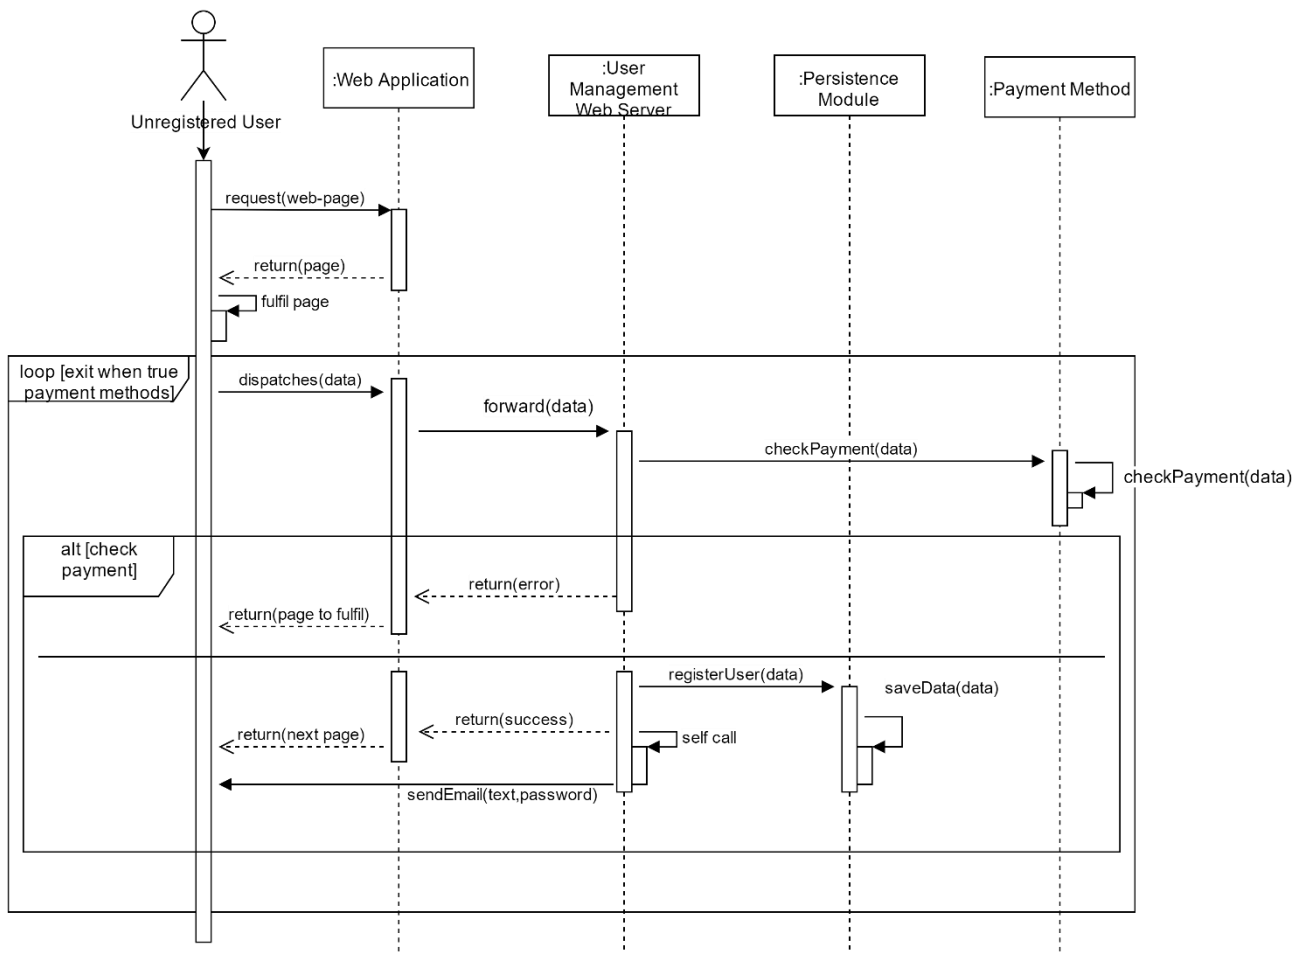 :Web Application
:User
Management
Web Server
:Persistence
Module
:Payment Method
Unregistered User
request(web-page)
return(page)
fulfil page
loop [exit when true
payment methods]
dispatches(data)
forward(data)
checkPayment(data)
checkPayment(data)
alt [check
payment]
return(error)
return(page to fulfil)
registerUser(data)
saveData(data)
return(success)
return(next page)
self call
sendEmail(text,password)